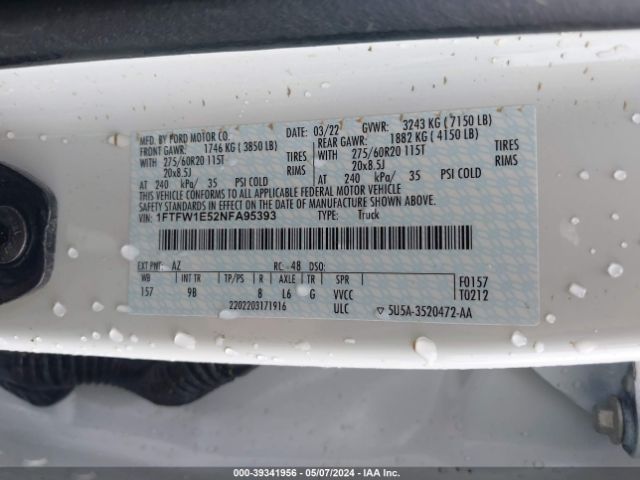 MFD. BY FORD MOTOR CO. DATE: 03/22 GVWR: 3243 KG ( 7150 LB)
FRONT GAWR: 1746 KG ( 3850 LB) REAR GAWR: 1882 KG ( 4150 LB)
WITH 275/60R20 115T TIRES WITH 275/60R20 115T TIRES
20x8.5J RIMS 20x8.5J RIMS
AT 240 kPa/ 35 PSI COLD AT 240 kPa/ 35 PSI COLD
THIS VEHICLE CONFORMS TO ALL APPLICABLE FEDERAL MOTOR VEHICLE
SAFETY STANDARDS IN EFFECT ON THE DATE OF MANUFACTURE SHOWN ABOVE.
VIN: 1FTFW1E52NFA95393 TYPE: Truck
EXT PNT: AZ RC: 48 DSO:
WB INT TR TP/PS R AXLE TR SPR F0157
157 9B 8 L6 G VVCC T0212
2202203171916 ULC ▽ 5U5A-3520472-AA
000-39341956 - 05/07/2024 - IAA Inc.